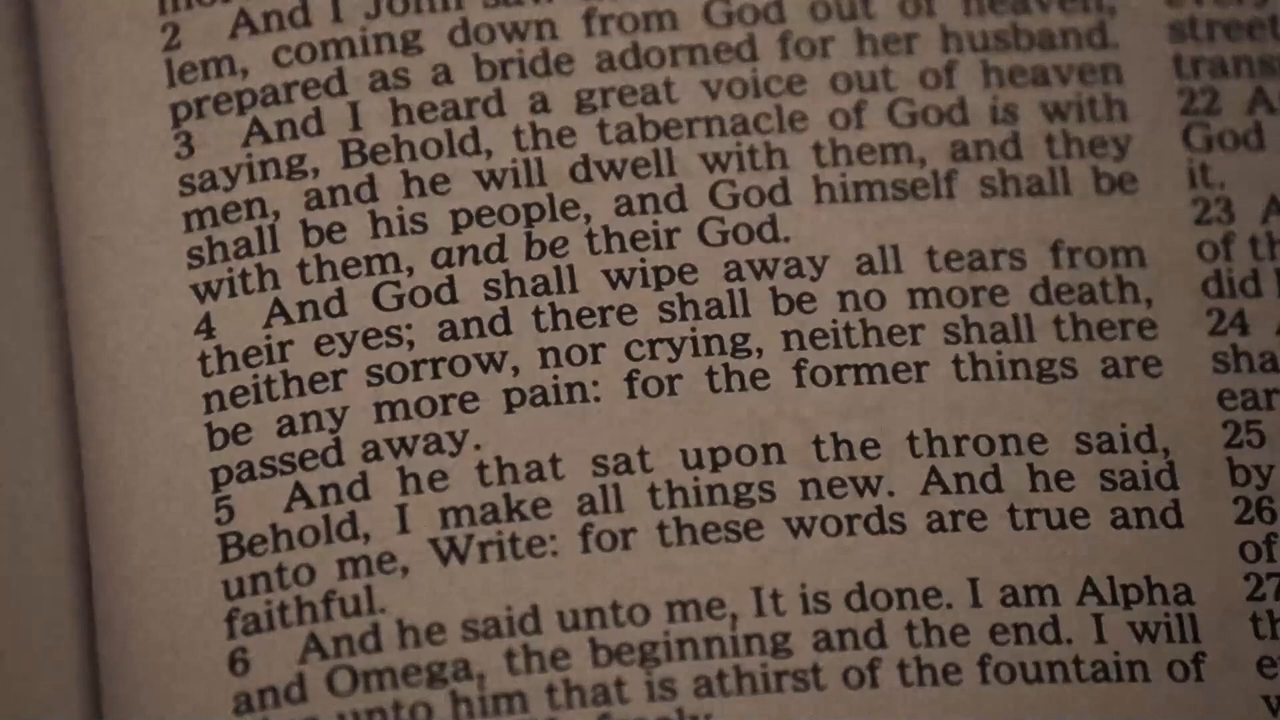 2 And I John saw
lem, coming down from God out of heaven,
prepared as a bride adorned for her husband.
3 And I heard a great voice out of heaven
saying, Behold, the tabernacle of God is with
men, and he will dwell with them, and they
shall be his people, and God himself shall be
with them, and be their God.
4 And God shall wipe away all tears from
their eyes; and there shall be no more death,
neither sorrow, nor crying, neither shall there
be any more pain: for the former things are
passed away.
5 And he that sat upon the throne said,
Behold, I make all things new. And he said
unto me, Write: for these words are true and
faithful.
6 And he said unto me, It is done. I am Alpha
and Omega, the beginning and the end. I will
unto him that is athirst of the fountain of
street
trans
22 A
God
it.
23 A
of th
did
24
sha
ear
25
by
26
of
27
th